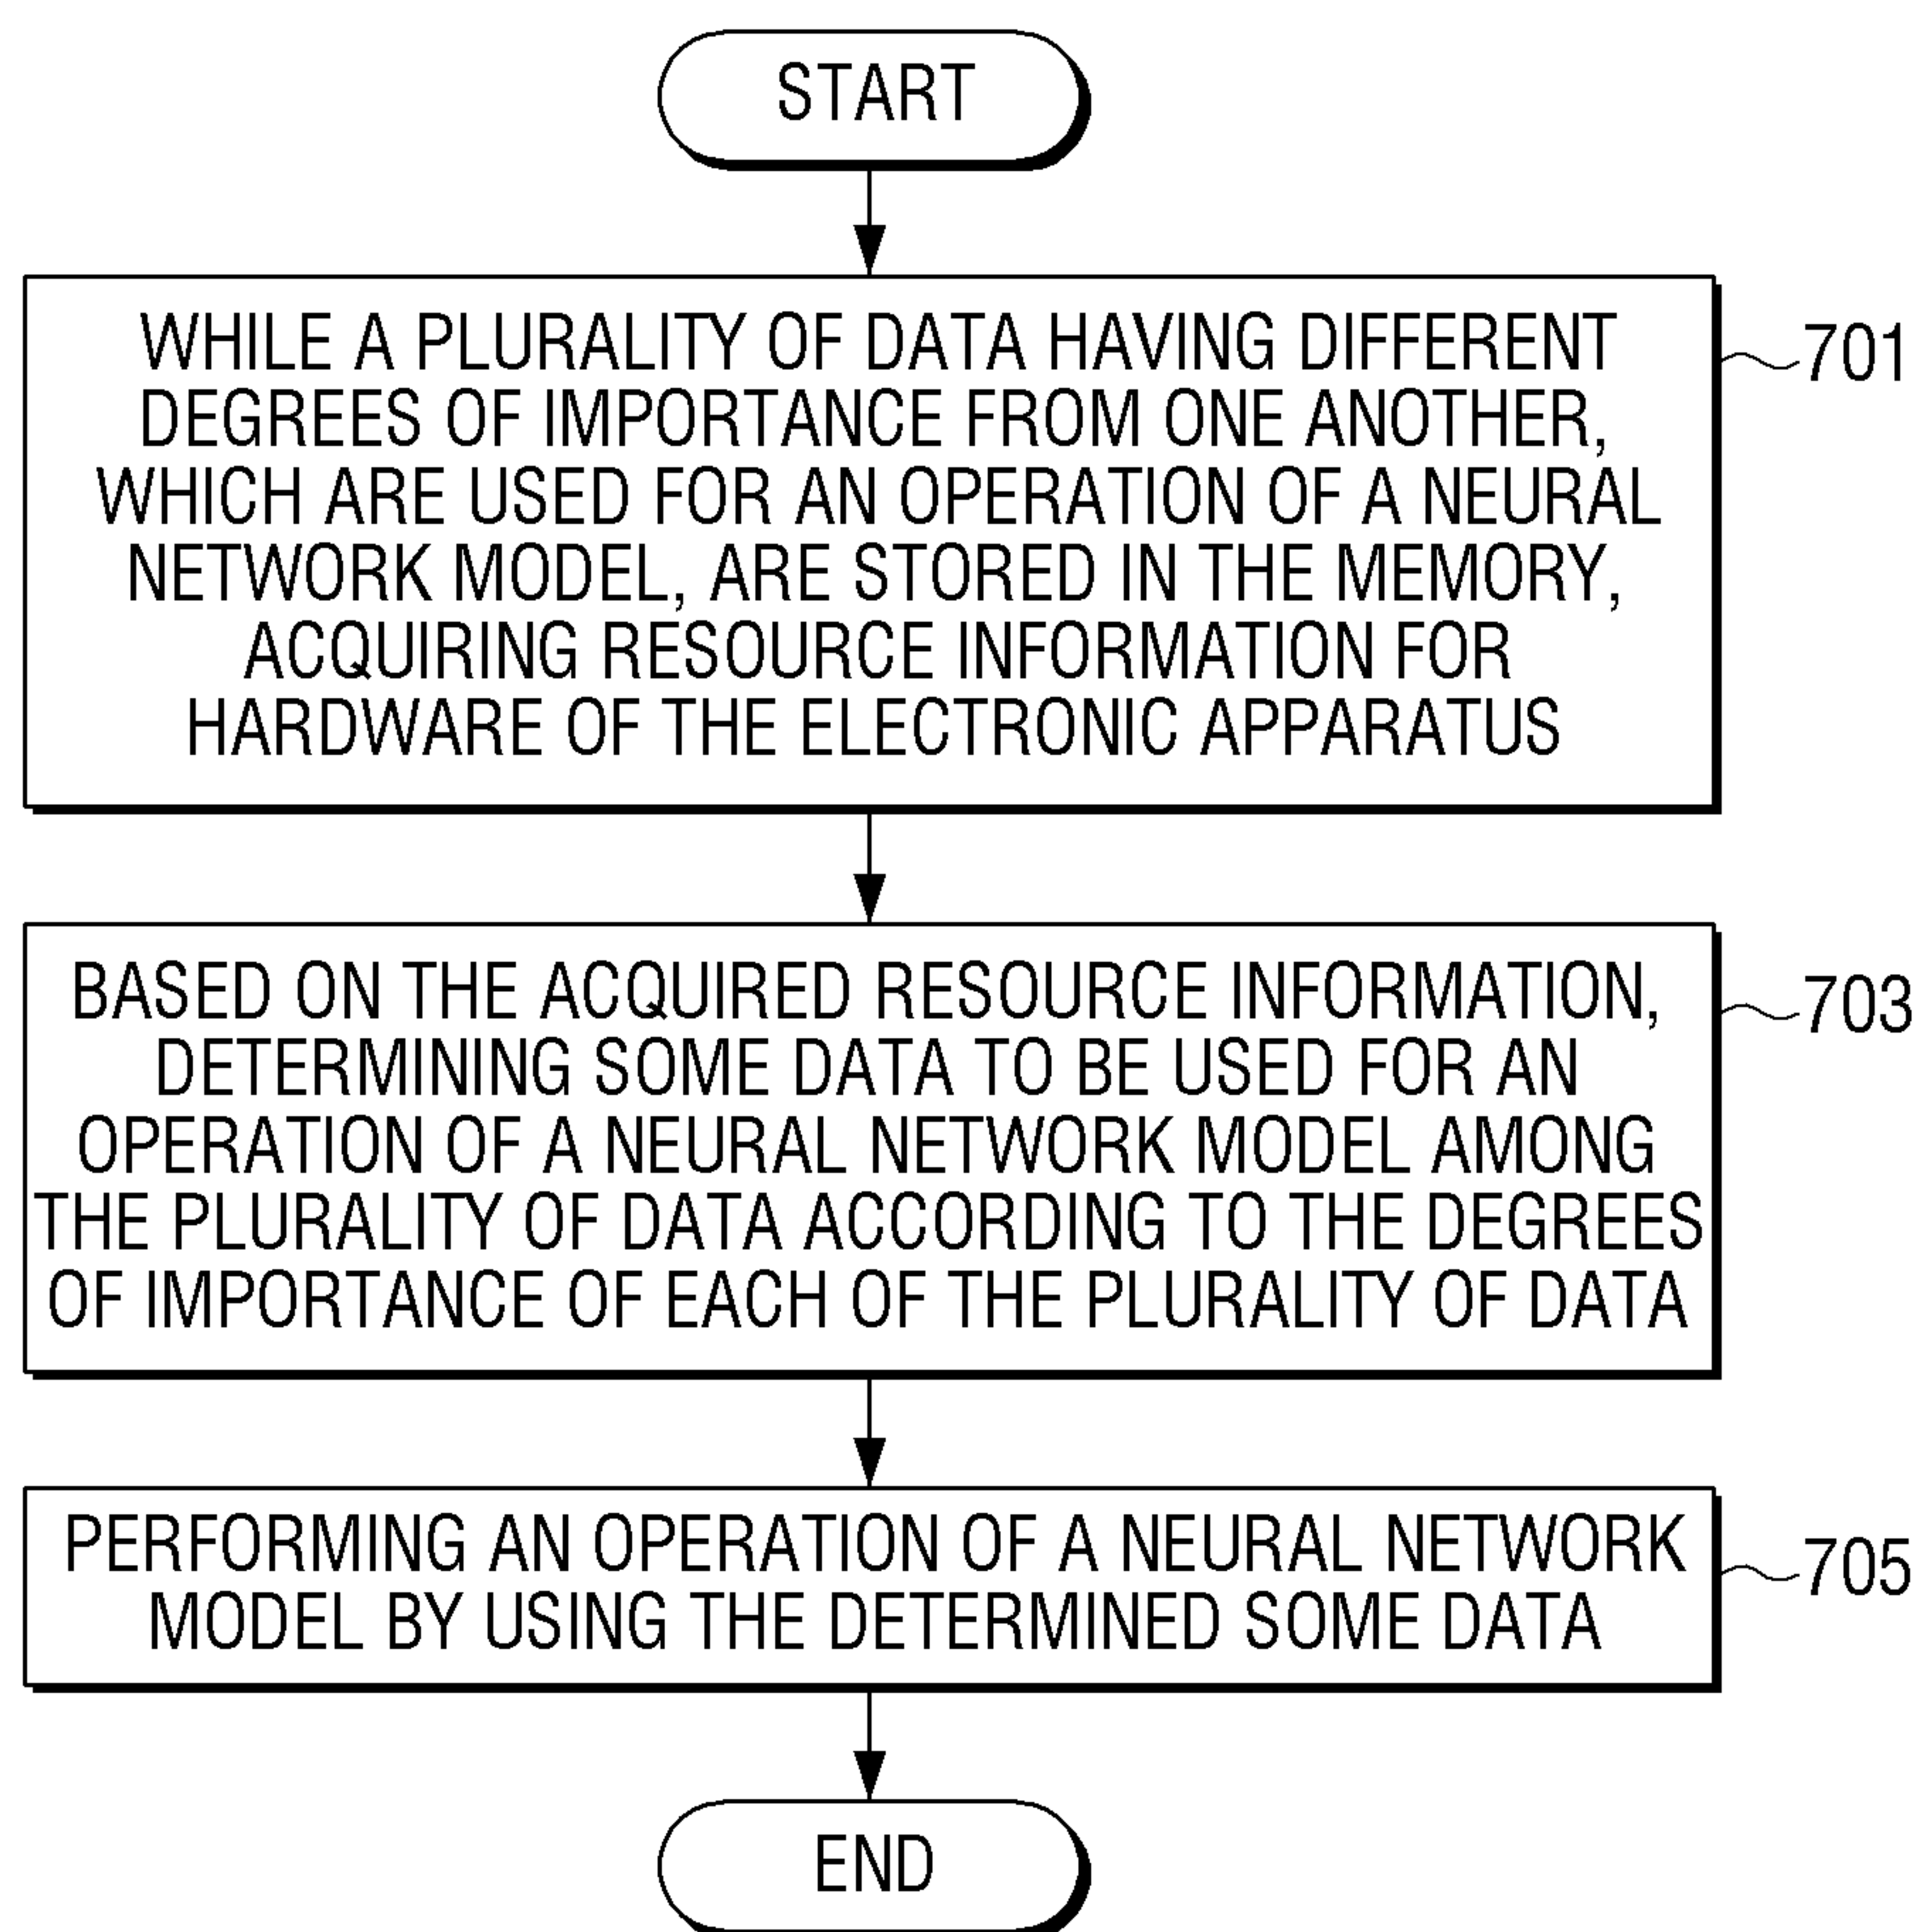 START
WHILE A PLURALITY OF DATA HAVING DIFFERENT
DEGREES OF IMPORTANCE FROM ONE ANOTHER,
WHICH ARE USED FOR AN OPERATION OF A NEURAL
NETWORK MODEL, ARE STORED IN THE MEMORY,
ACQUIRING RESOURCE INFORMATION FOR
HARDWARE OF THE ELECTRONIC APPARATUS
701
BASED ON THE ACQUIRED RESOURCE INFORMATION,
DETERMINING SOME DATA TO BE USED FOR AN
OPERATION OF A NEURAL NETWORK MODEL AMONG
THE PLURALITY OF DATA ACCORDING TO THE DEGREES
OF IMPORTANCE OF EACH OF THE PLURALITY OF DATA
703
PERFORMING AN OPERATION OF A NEURAL NETWORK
MODEL BY USING THE DETERMINED SOME DATA
705
END